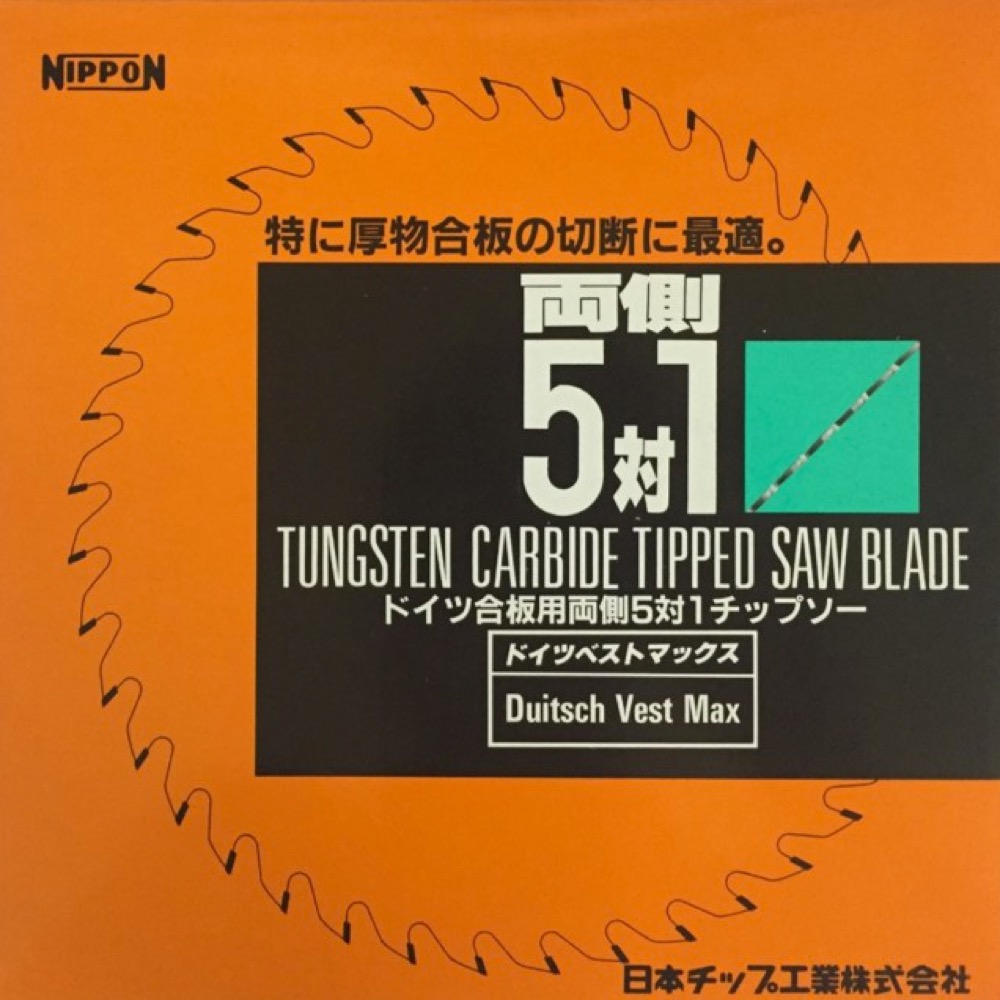 NIPPON
特に厚物合板の切断に最適。
両側
5対1
TUNGSTEN CARBIDE TIPPED SAW BLADE
ドイツ合板用両側5対1チップソー
ドイツベストマックス
Duitsch Vest Max
日本チップ工業株式会社